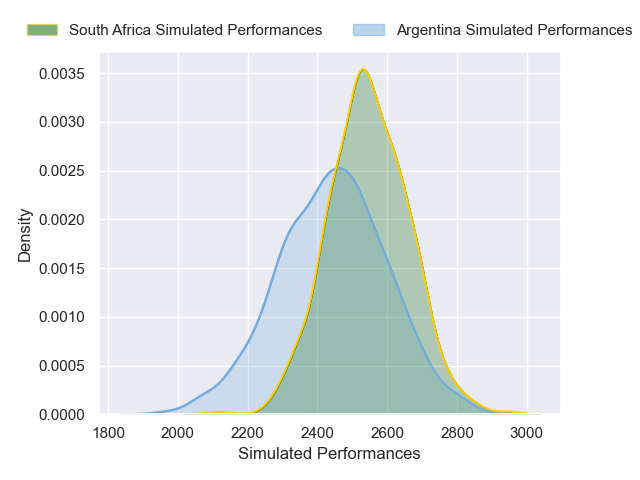 South Africa Simulated Performances
Argentina Simulated Performances
0.0035
0.0030
0.0025
0.0020
0.0015
0.0010
0.0005
0.0000
Density
1800 2000 2200 2400 2600 2800 3000
Simulated Performances